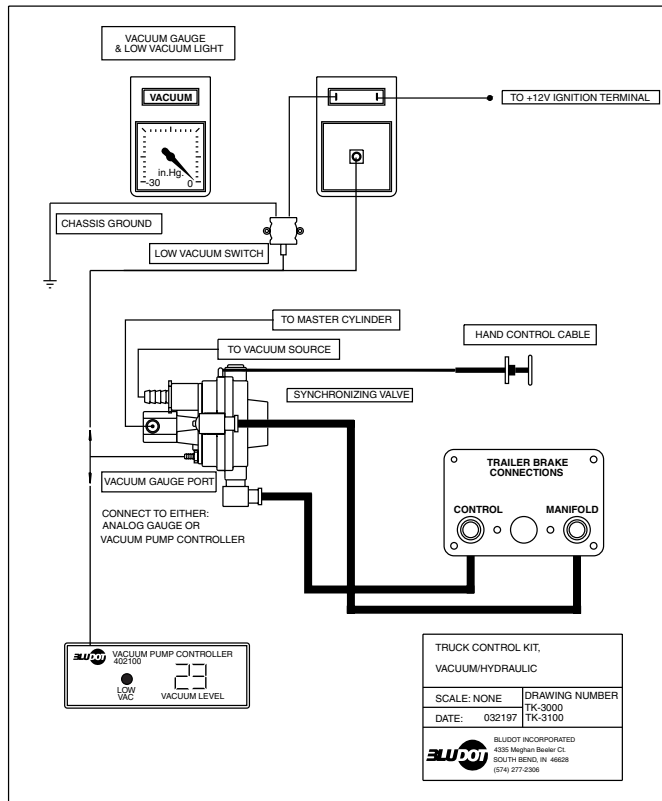 VACUUM GAUGE
& LOW VACUUM LIGHT
VACUUM
in.Hg.
-30 0
TO +12V IGNITION TERMINAL
CHASSIS GROUND
LOW VACUUM SWITCH
TO MASTER CYLINDER
TO VACUUM SOURCE
HAND CONTROL CABLE
SYNCHRONIZING VALVE
VACUUM GAUGE PORT
CONNECT TO EITHER:
ANALOG GAUGE OR
VACUUM PUMP CONTROLLER
TRAILER BRAKE
CONNECTIONS
CONTROL MANIFOLD
BLUDOT VACUUM PUMP CONTROLLER
402100
LOW
VAC
23
VACUUM LEVEL
TRUCK CONTROL KIT,
VACUUM/HYDRAULIC
SCALE: NONE
DRAWING NUMBER
TK-3000
DATE: 032197
TK-3100
BLUDOT
BLUDOT INCORPORATED
4335 Meghan Beeler Ct.
SOUTH BEND, IN 46628
(574) 277-2306